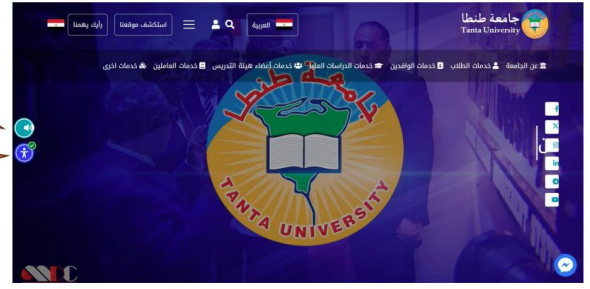 جامعة طنطا
Tanta University
العربية
استكشف موقعنا
رأيك يهمنا
عن الجامعة
خدمات الطلاب
خدمات الوافدين
خدمات الدراسات العليا
خدمات أعضاء هيئة التدريس
خدمات العاملين
خدمات اخرى
جامعة طنطا
TANTA UNIVERSITY